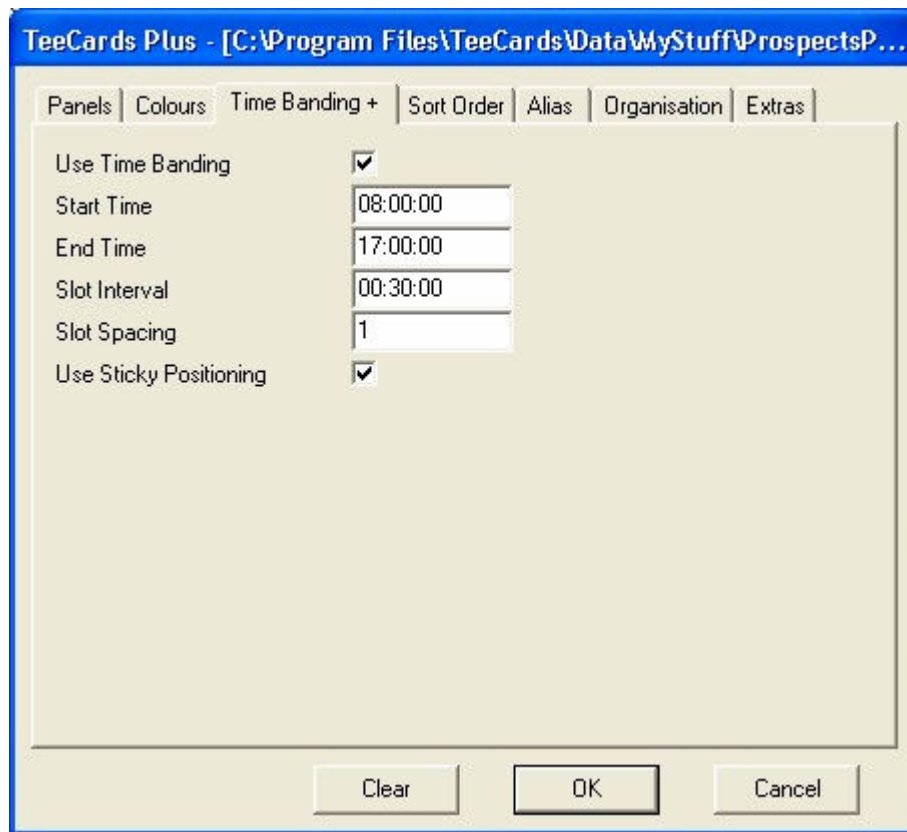 TeeCards Plus - [C:\Program Files\TeeCards\Data\MyStuff\ProspectsP...
Panels Colours Time Banding + Sort Order Alias Organisation Extras
Use Time Banding
Start Time 08:00:00
End Time 17:00:00
Slot Interval 00:30:00
Slot Spacing 1
Use Sticky Positioning
Clear OK Cancel